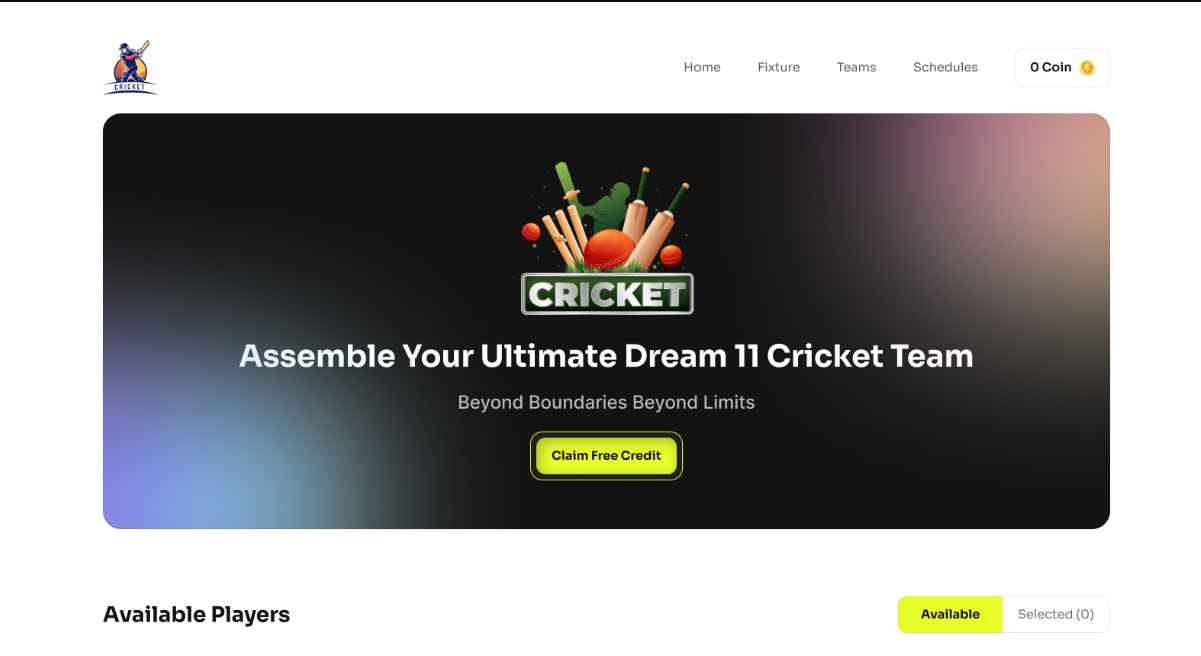 CRICKET
Home Fixture Teams Schedules 0 Coin
CRICKET
Assemble Your Ultimate Dream 11 Cricket Team
Beyond Boundaries Beyond Limits
Claim Free Credit
Available Players
Available Selected (0)